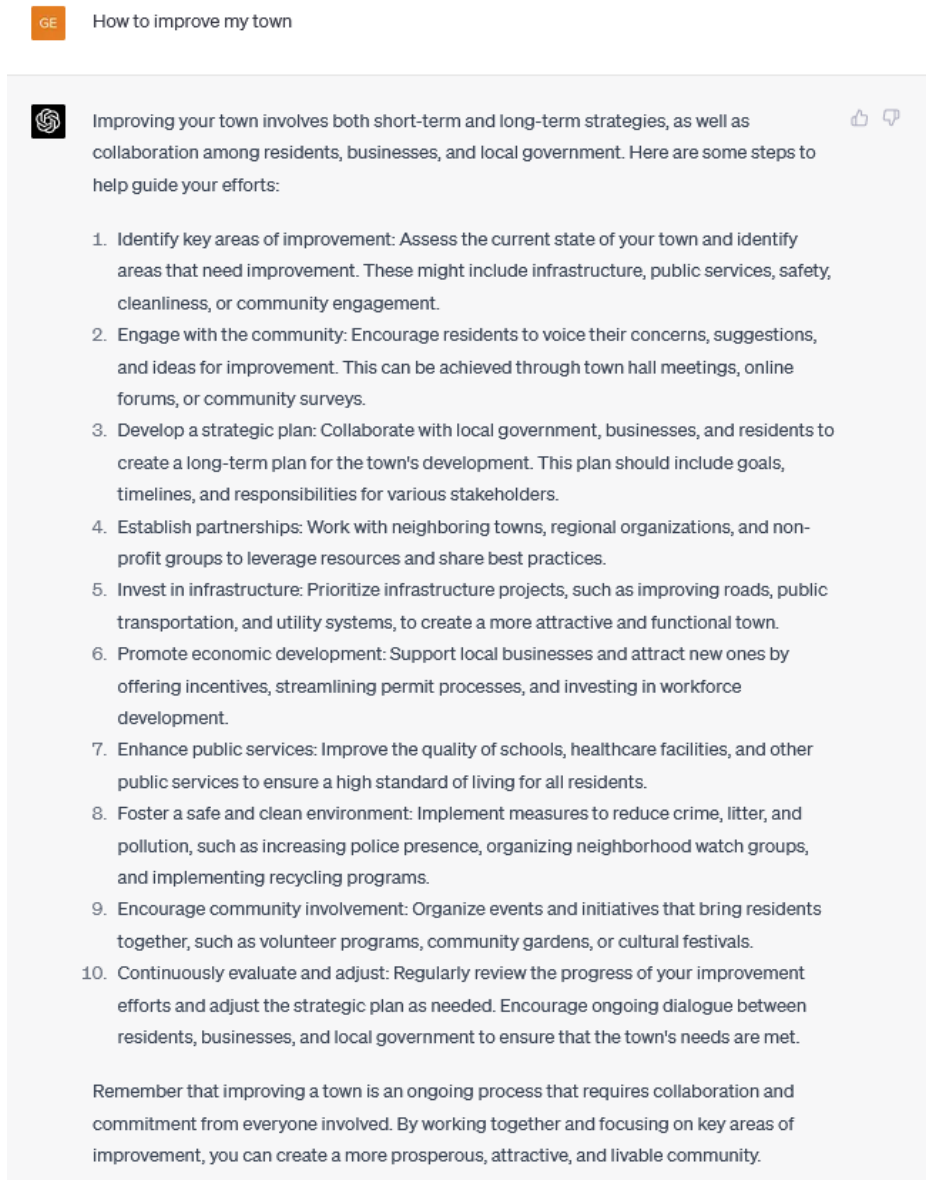 GE
How to improve my town
Improving your town involves both short-term and long-term strategies, as well as
collaboration among residents, businesses, and local government. Here are some steps to
help guide your efforts:
1. Identify key areas of improvement: Assess the current state of your town and identify
areas that need improvement. These might include infrastructure, public services, safety,
cleanliness, or community engagement.
2. Engage with the community: Encourage residents to voice their concerns, suggestions,
and ideas for improvement. This can be achieved through town hall meetings, online
forums, or community surveys.
3. Develop a strategic plan: Collaborate with local government, businesses, and residents to
create a long-term plan for the town's development. This plan should include goals,
timelines, and responsibilities for various stakeholders.
4. Establish partnerships: Work with neighboring towns, regional organizations, and non-
profit groups to leverage resources and share best practices.
5. Invest in infrastructure: Prioritize infrastructure projects, such as improving roads, public
transportation, and utility systems, to create a more attractive and functional town.
6. Promote economic development: Support local businesses and attract new ones by
offering incentives, streamlining permit processes, and investing in workforce
development.
7. Enhance public services: Improve the quality of schools, healthcare facilities, and other
public services to ensure a high standard of living for all residents.
8. Foster a safe and clean environment: Implement measures to reduce crime, litter, and
pollution, such as increasing police presence, organizing neighborhood watch groups,
and implementing recycling programs.
9. Encourage community involvement: Organize events and initiatives that bring residents
together, such as volunteer programs, community gardens, or cultural festivals.
10. Continuously evaluate and adjust: Regularly review the progress of your improvement
efforts and adjust the strategic plan as needed. Encourage ongoing dialogue between
residents, businesses, and local government to ensure that the town's needs are met.
Remember that improving a town is an ongoing process that requires collaboration and
commitment from everyone involved. By working together and focusing on key areas of
improvement, you can create a more prosperous, attractive, and livable community.